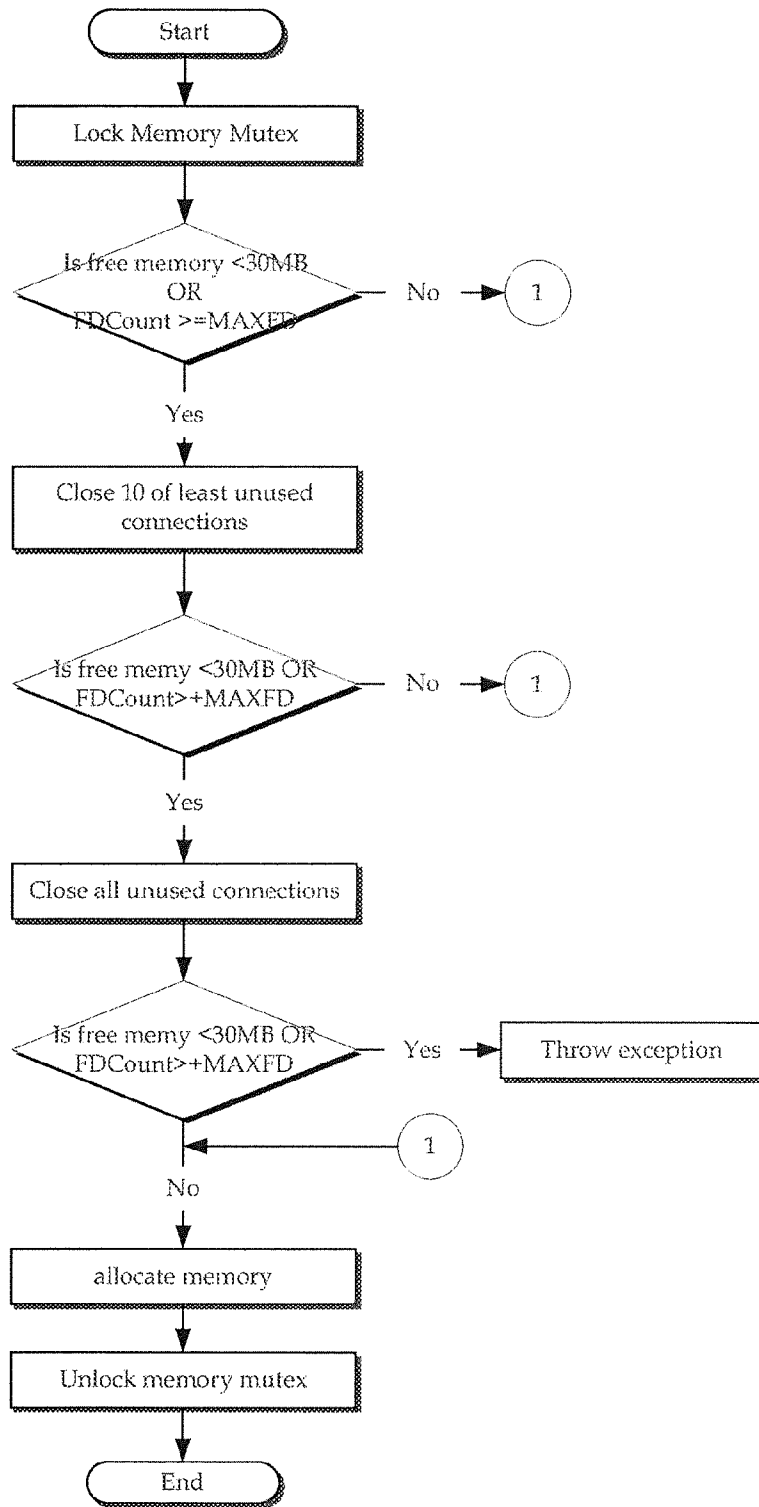 Start
Lock Memory Mutex
Is free memory <30MB
OR
FDCount >=MAXFD
No
1
Yes
Close 10 of least unused
connections
Is free memy <30MB OR
FDCount>+MAXFD
No
1
Yes
Close all unused connections
Is free memy <30MB OR
FDCount>+MAXFD
Yes
Throw exception
1
No
allocate memory
Unlock memory mutex
End